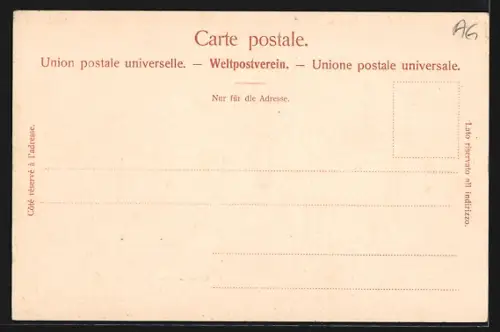 AG
Carte postale.
Union postale universelle. — Weltpostverein. — Unione postale universale.
Nur für die Adresse.
Côté réservé à l'adresse.
Lato riservato all indirizzo.